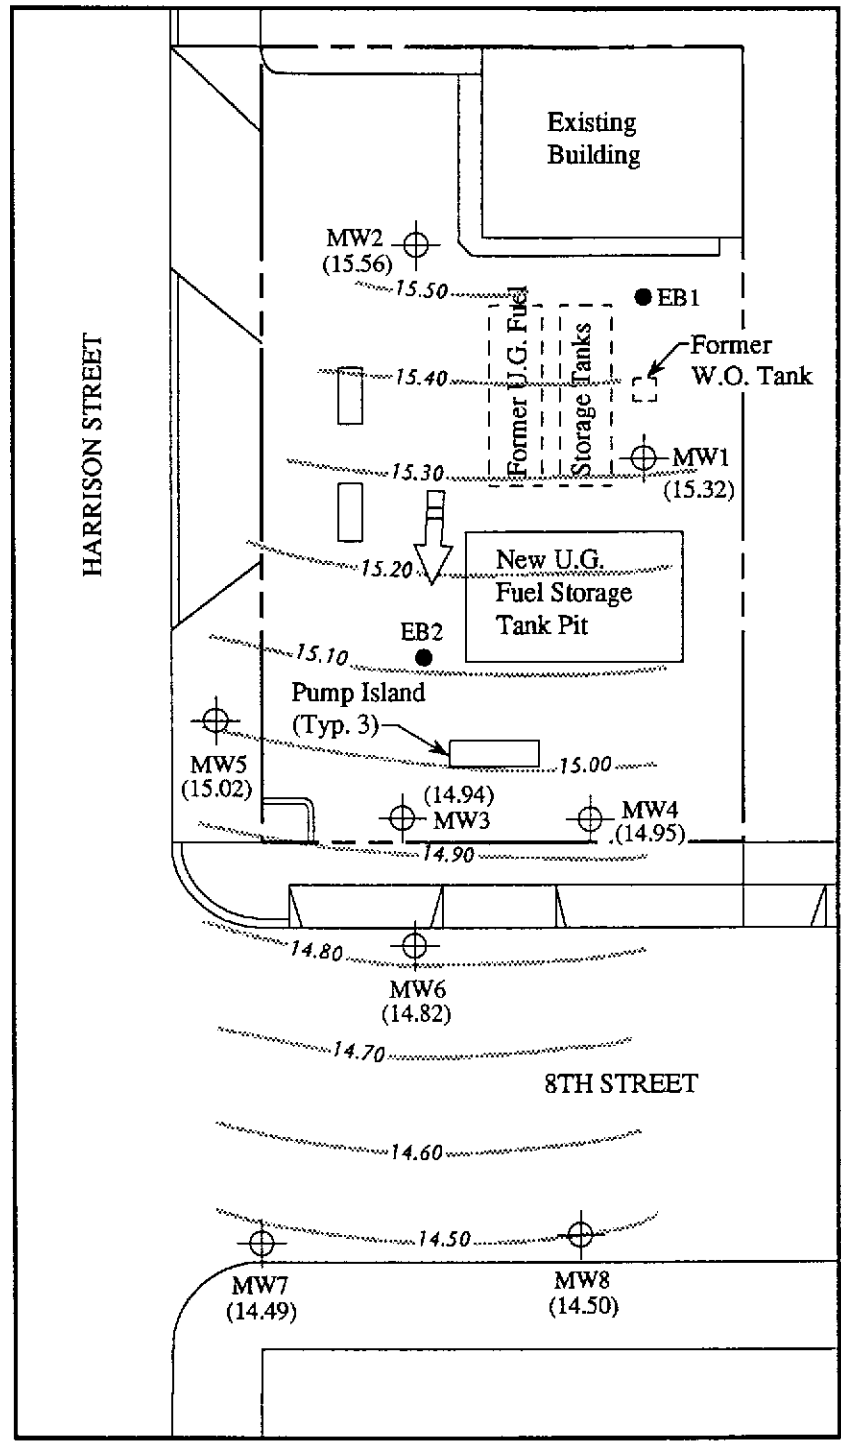 Existing
Building
MW2
(15.56)
15.50
EB1
HARRISON STREET
Former U.G. Fuel
Storage Tanks
Former
W.O. Tank
15.40
15.30
MW1
(15.32)
15.20
New U.G.
Fuel Storage
Tank Pit
EB2
15.10
Pump Island
(Typ. 3)
MW5
(15.02)
15.00
(14.94)
MW3
MW4
(14.95)
14.90
14.80
MW6
(14.82)
14.70
8TH STREET
14.60
14.50
MW7
(14.49)
MW8
(14.50)